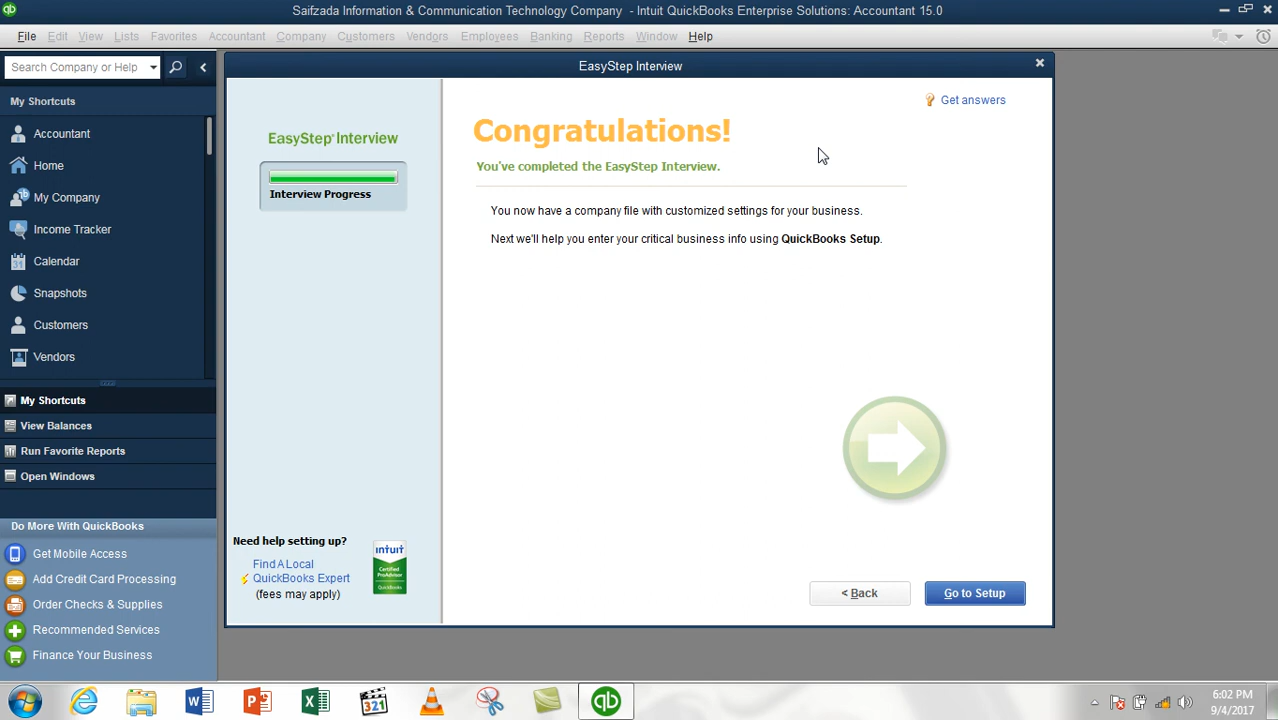 Saifzada Information & Communication Technology Company - Intuit QuickBooks Enterprise Solutions: Accountant 15.0
File Edit View Lists Favorites Accountant Company Customers Vendors Employees Banking Reports Window Help
Search Company or Help
My Shortcuts
Accountant
Home
My Company
Income Tracker
Calendar
Snapshots
Customers
Vendors
My Shortcuts
View Balances
Run Favorite Reports
Open Windows
Do More With QuickBooks
Get Mobile Access
Add Credit Card Processing
Order Checks & Supplies
Recommended Services
Finance Your Business
EasyStep Interview
EasyStep® Interview
Interview Progress
Need help setting up?
Find A Local
QuickBooks Expert
(fees may apply)
intuit
Certified
ProAdvisor
QuickBooks
Get answers
Congratulations!
You've completed the EasyStep Interview.
You now have a company file with customized settings for your business.
Next we'll help you enter your critical business info using QuickBooks Setup.
< Back
Go to Setup
321
6:02 PM
9/4/2017